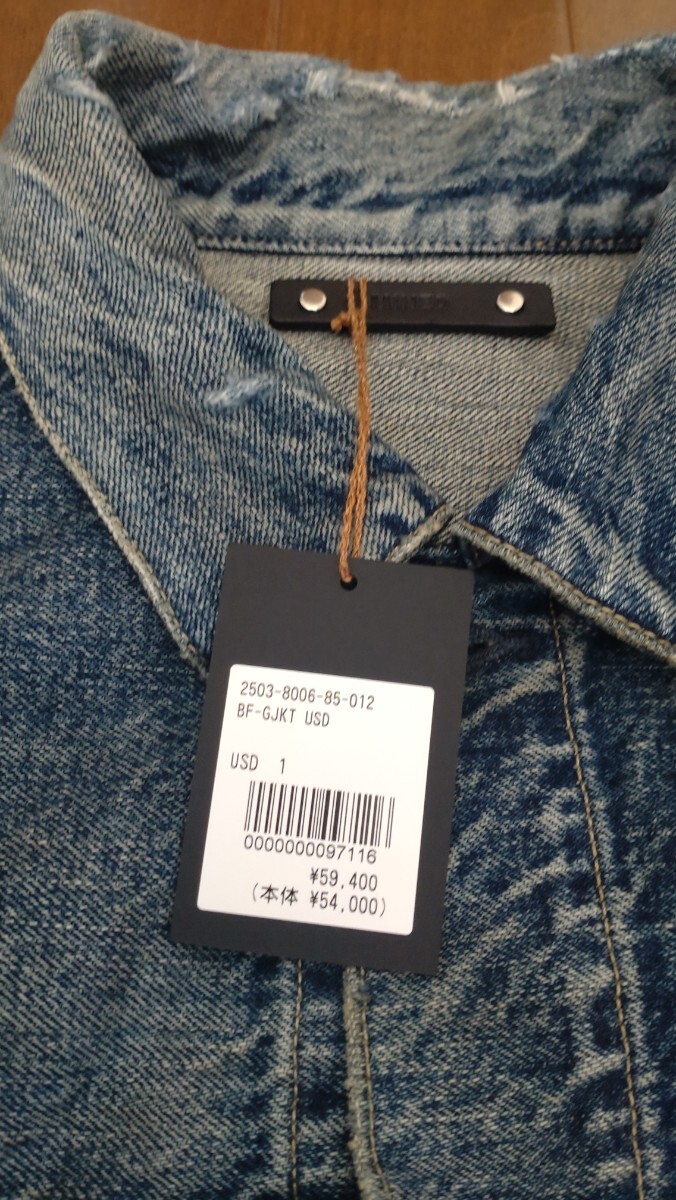 2503-8006-85-012
BF-GJKT USD
USD 1
0000000097116
¥59,400
(本体 ¥54,000)